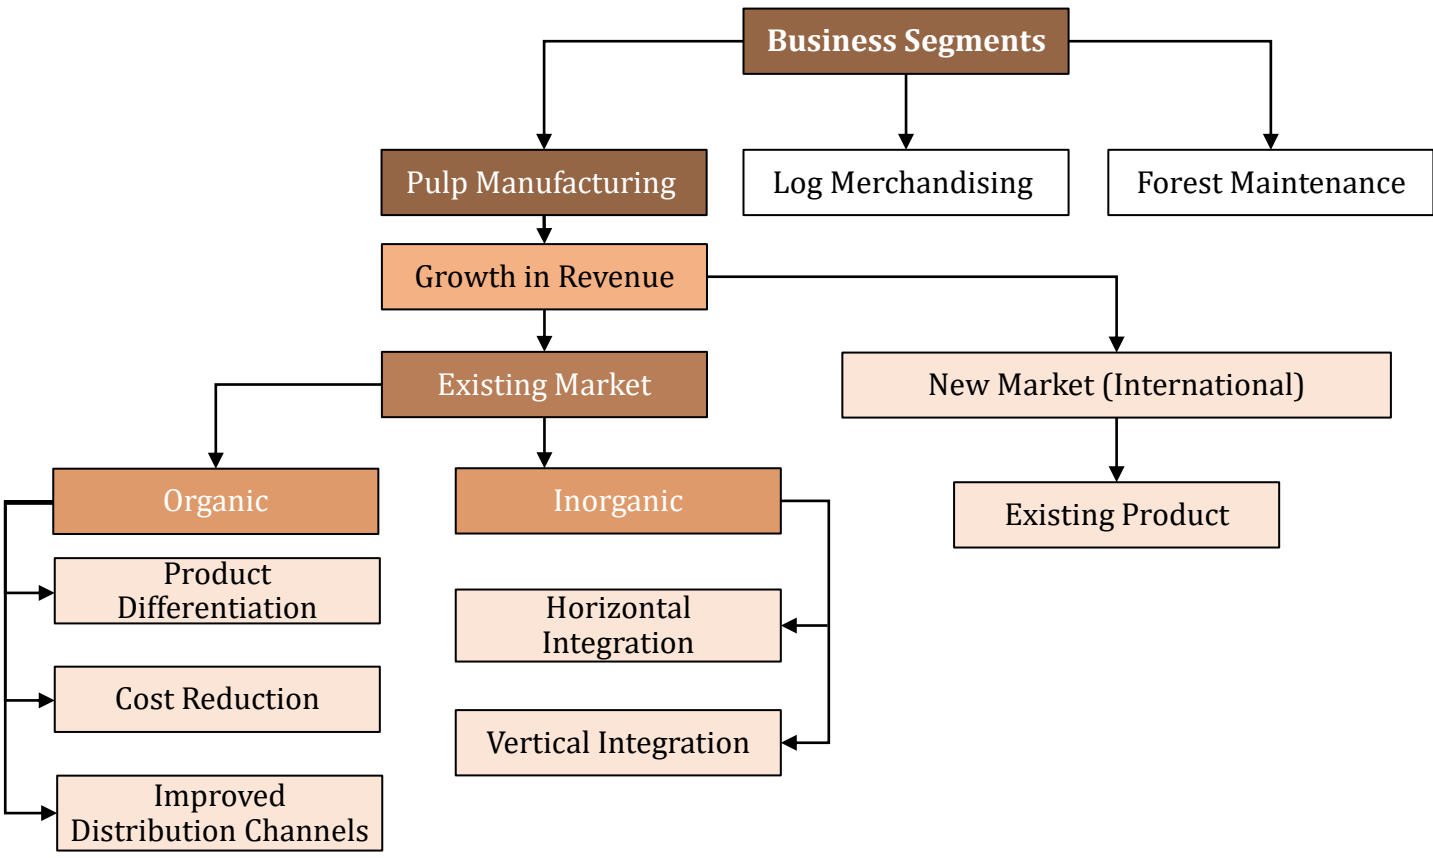 Business Segments
Pulp Manufacturing
Log Merchandising
Forest Maintenance
Growth in Revenue
Existing Market
New Market (International)
Organic
Inorganic
Existing Product
Product
Differentiation
Horizontal
Integration
Cost Reduction
Vertical Integration
Improved
Distribution Channels